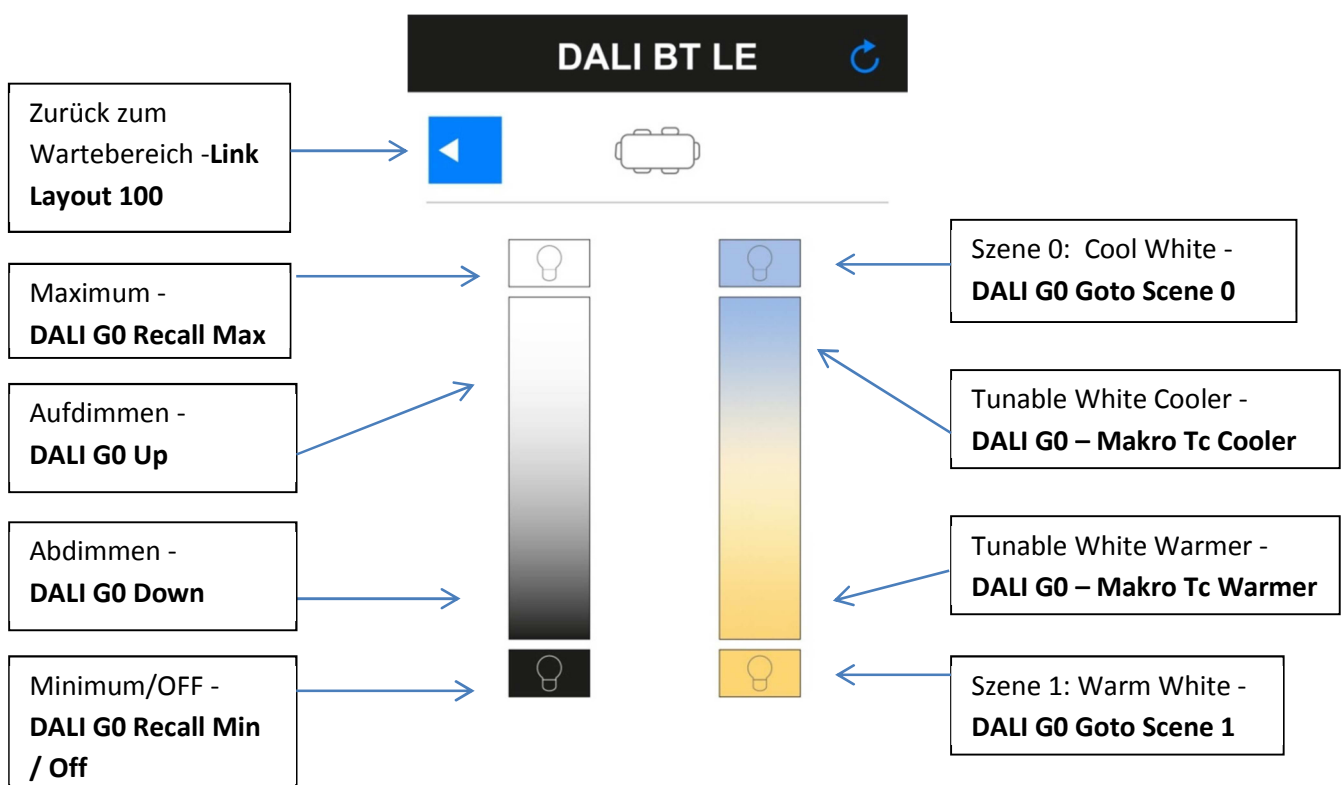 DALI BT LE
Zurück zum
Wartebereich -Link
Layout 100
Maximum -
DALI G0 Recall Max
Aufdimmen -
DALI G0 Up
Abdimmen -
DALI G0 Down
Minimum/OFF -
DALI G0 Recall Min
/ Off
Szene 0:  Cool White -
DALI G0 Goto Scene 0
Tunable White Cooler -
DALI G0 – Makro Tc Cooler
Tunable White Warmer -
DALI G0 – Makro Tc Warmer
Szene 1: Warm White -
DALI G0 Goto Scene 1